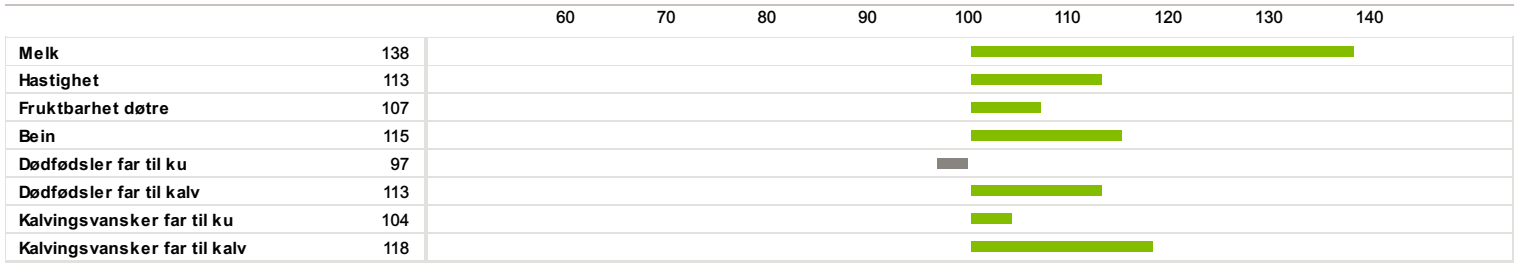 60 70 80 90 100 110 120 130 140
Melk 138
Hastighet 113
Fruktbarhet døtre 107
Bein 115
Dødfødsler far til ku 97
Dødfødsler far til kalv 113
Kalvingsvansker far til ku 104
Kalvingsvansker far til kalv 118